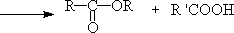 R—C—OR + R'COOH
O